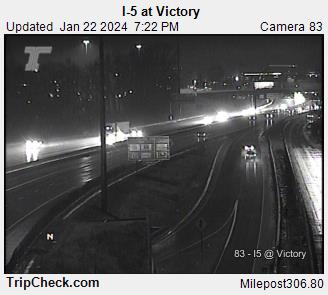 I-5 at Victory
Updated Jan 22 2024 7:22 PM Camera 83
N
83 - I5 @ Victory
TripCheck.com Milepost306.80